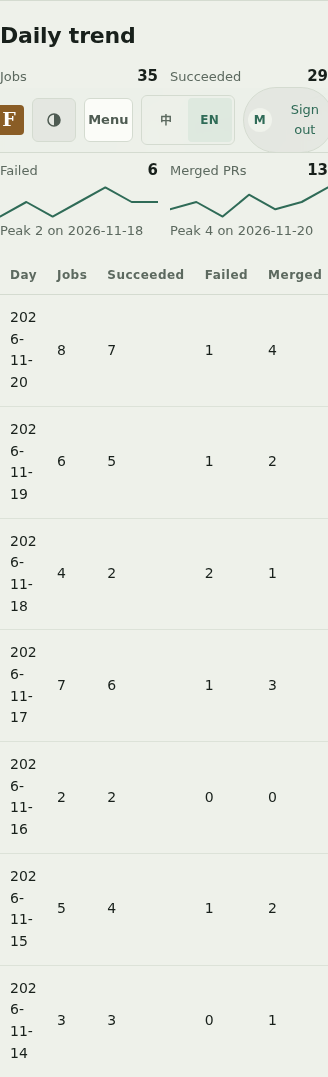 Daily trend
Jobs 35 Succeeded 29
F Menu 中 EN M Sign
out
Failed 6 Merged PRs 13
Peak 2 on 2026-11-18 Peak 4 on 2026-11-20
Day Jobs Succeeded Failed Merged
202
6-
11-
20
8 7 1 4
202
6-
11-
19
6 5 1 2
202
6-
11-
18
4 2 2 1
202
6-
11-
17
7 6 1 3
202
6-
11-
16
2 2 0 0
202
6-
11-
15
5 4 1 2
202
6-
11-
14
3 3 0 1